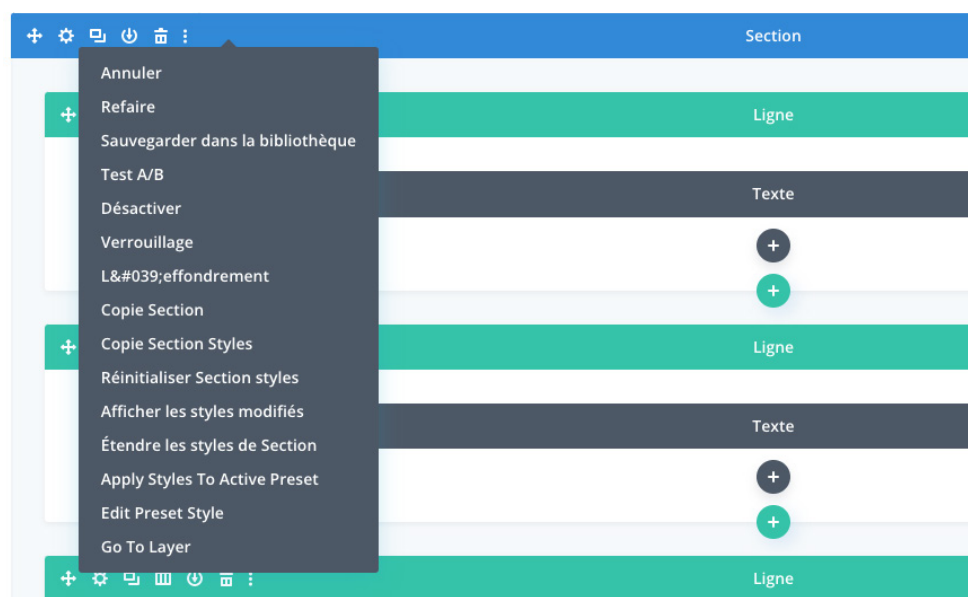 Section
Annuler
Refaire
Ligne
Sauvegarder dans la bibliothèque
Test A/B
Texte
Désactiver
Verrouillage
L&#039;effondrement
Copie Section
Copie Section Styles
Ligne
Réinitialiser Section styles
Afficher les styles modifiés
Texte
Étendre les styles de Section
Apply Styles To Active Preset
Edit Preset Style
Go To Layer
Ligne